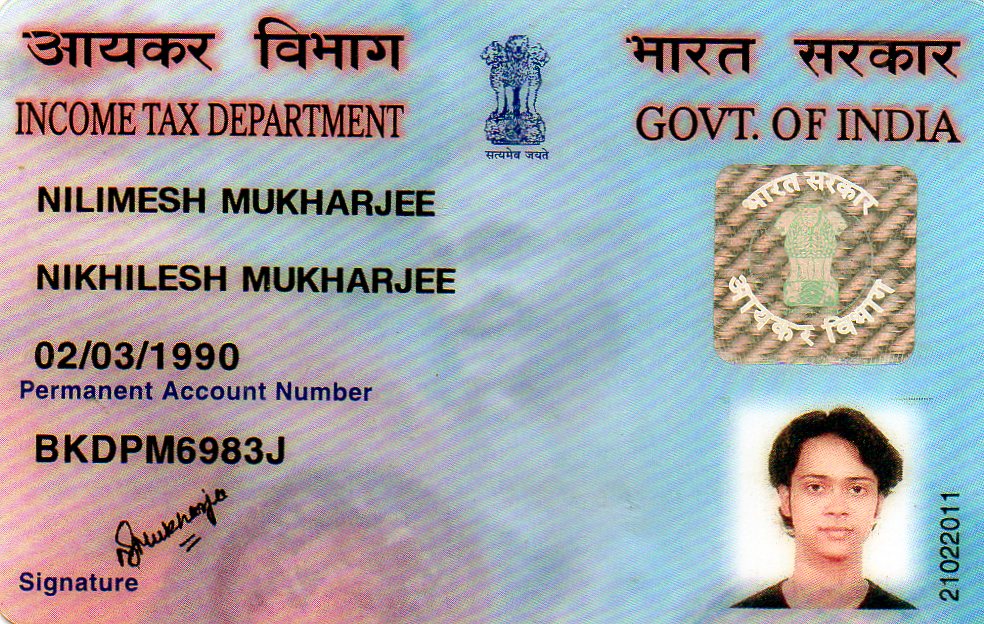 आयकर विभाग
भारत सरकार
INCOME TAX DEPARTMENT
GOVT. OF INDIA
सत्यमेव जयते
NILIMESH MUKHARJEE
भारत सरकार
आयकर विभाग
NIKHILESH MUKHARJEE
02/03/1990
Permanent Account Number
BKDPM6983J
NMukharjee
Signature
21022011